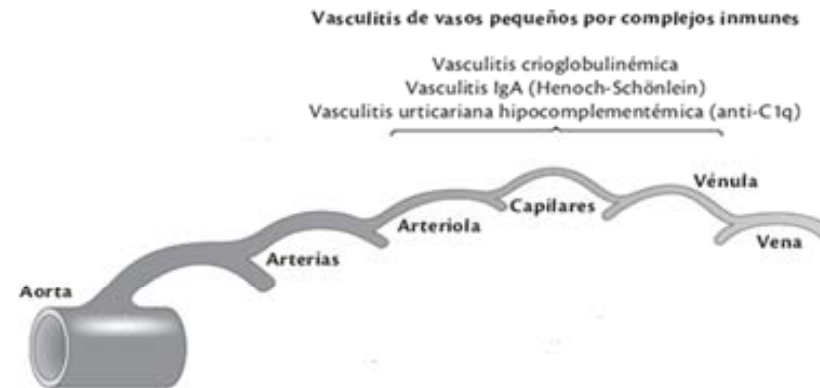 Vasculitis de vasos pequeños por complejos inmunes
Vasculitis crioglobulinémica
Vasculitis IgA (Henoch-Schönlein)
Vasculitis urticariana hipocomplementémica (anti-C1q)
Vénula
Capilares
Arteriola
Vena
Arterias
Aorta